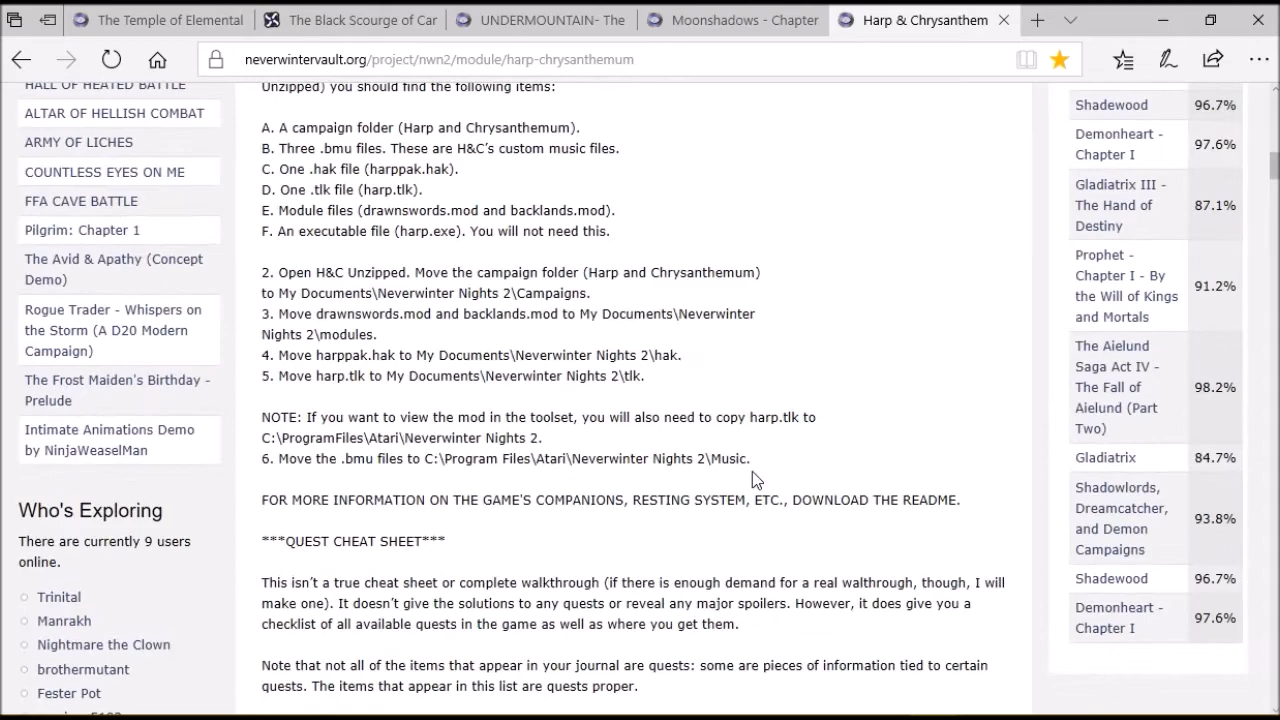 The Temple of Elemental
The Black Scourge of Car
UNDERMOUNTAIN- The
Moonshadows - Chapter
Harp & Chrysanthem
neverwintervault.org/project/nwn2/module/harp-chrysanthemum
HALL OF HEATED BATTLE
ALTAR OF HELLISH COMBAT
ARMY OF LICHES
COUNTLESS EYES ON ME
FFA CAVE BATTLE
Pilgrim: Chapter 1
The Avid & Apathy (Concept
Demo)
Rogue Trader - Whispers on
the Storm (A D20 Modern
Campaign)
The Frost Maiden's Birthday -
Prelude
Intimate Animations Demo
by NinjaWeaselMan
Who's Exploring
There are currently 9 users
online.
Trinital
Manrakh
Nightmare the Clown
brothermutant
Fester Pot
Unzipped) you should find the following items:
A. A campaign folder (Harp and Chrysanthemum).
B. Three .bmu files. These are H&C's custom music files.
C. One .hak file (harppak.hak).
D. One .tlk file (harp.tlk).
E. Module files (drawnswords.mod and backlands.mod).
F. An executable file (harp.exe). You will not need this.
2. Open H&C Unzipped. Move the campaign folder (Harp and Chrysanthemum)
to My Documents\Neverwinter Nights 2\Campaigns.
3. Move drawnswords.mod and backlands.mod to My Documents\Neverwinter
Nights 2\modules.
4. Move harppak.hak to My Documents\Neverwinter Nights 2\hak.
5. Move harp.tlk to My Documents\Neverwinter Nights 2\tlk.
NOTE: If you want to view the mod in the toolset, you will also need to copy harp.tlk to
C:\ProgramFiles\Atari\Neverwinter Nights 2.
6. Move the .bmu files to C:\Program Files\Atari\Neverwinter Nights 2\Music.
FOR MORE INFORMATION ON THE GAME'S COMPANIONS, RESTING SYSTEM, ETC., DOWNLOAD THE README.
***QUEST CHEAT SHEET***
This isn't a true cheat sheet or complete walkthrough (if there is enough demand for a real walthrough, though, I will
make one). It doesn't give the solutions to any quests or reveal any major spoilers. However, it does give you a
checklist of all available quests in the game as well as where you get them.
Note that not all of the items that appear in your journal are quests: some are pieces of information tied to certain
quests. The items that appear in this list are quests proper.
Shadewood 96.7%
Demonheart -
Chapter I 97.6%
Gladiatrix III -
The Hand of 87.1%
Destiny
Prophet -
Chapter I - By 91.2%
the Will of Kings
and Mortals
The Aielund
Saga Act IV -
The Fall of 98.2%
Aielund (Part
Two)
Gladiatrix 84.7%
Shadowlords,
Dreamcatcher, 93.8%
and Demon
Campaigns
Shadewood 96.7%
Demonheart -
Chapter I 97.6%